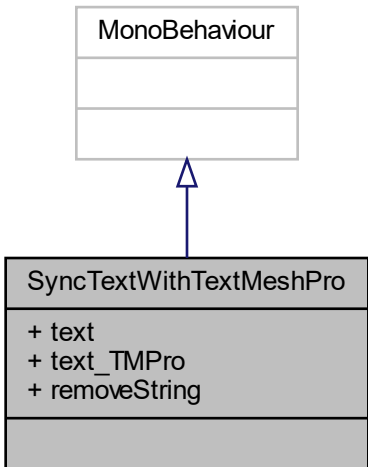 MonoBehaviour
SyncTextWithTextMeshPro
+ text
+ text_TMPro
+ removeString